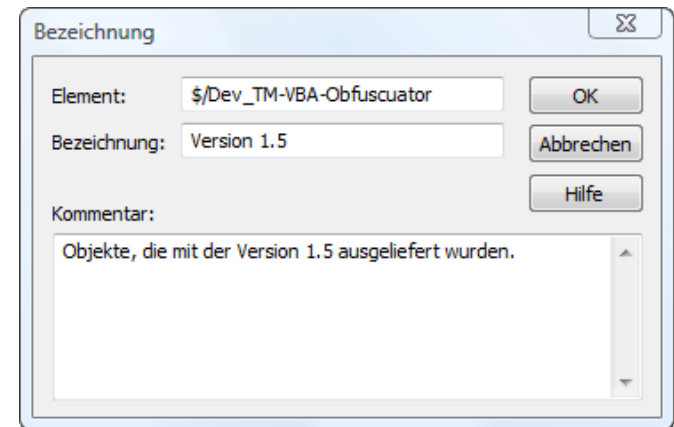 Bezeichnung
Element: $/Dev_TM-VBA-Obfuscuator OK
Bezeichnung: Version 1.5 Abbrechen
Hilfe
Kommentar:
Objekte, die mit der Version 1.5 ausgeliefert wurden.